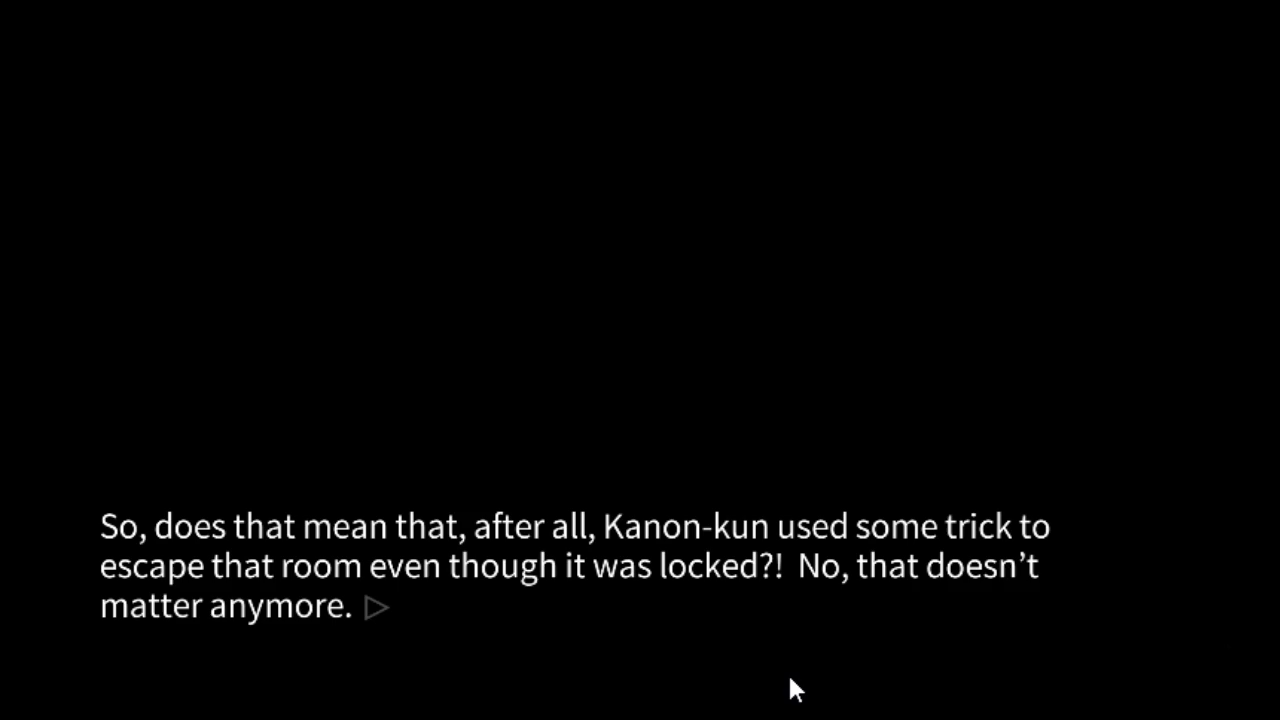 So, does that mean that, after all, Kanon-kun used some trick to
escape that room even though it was locked?!  No, that doesn’t
matter anymore.